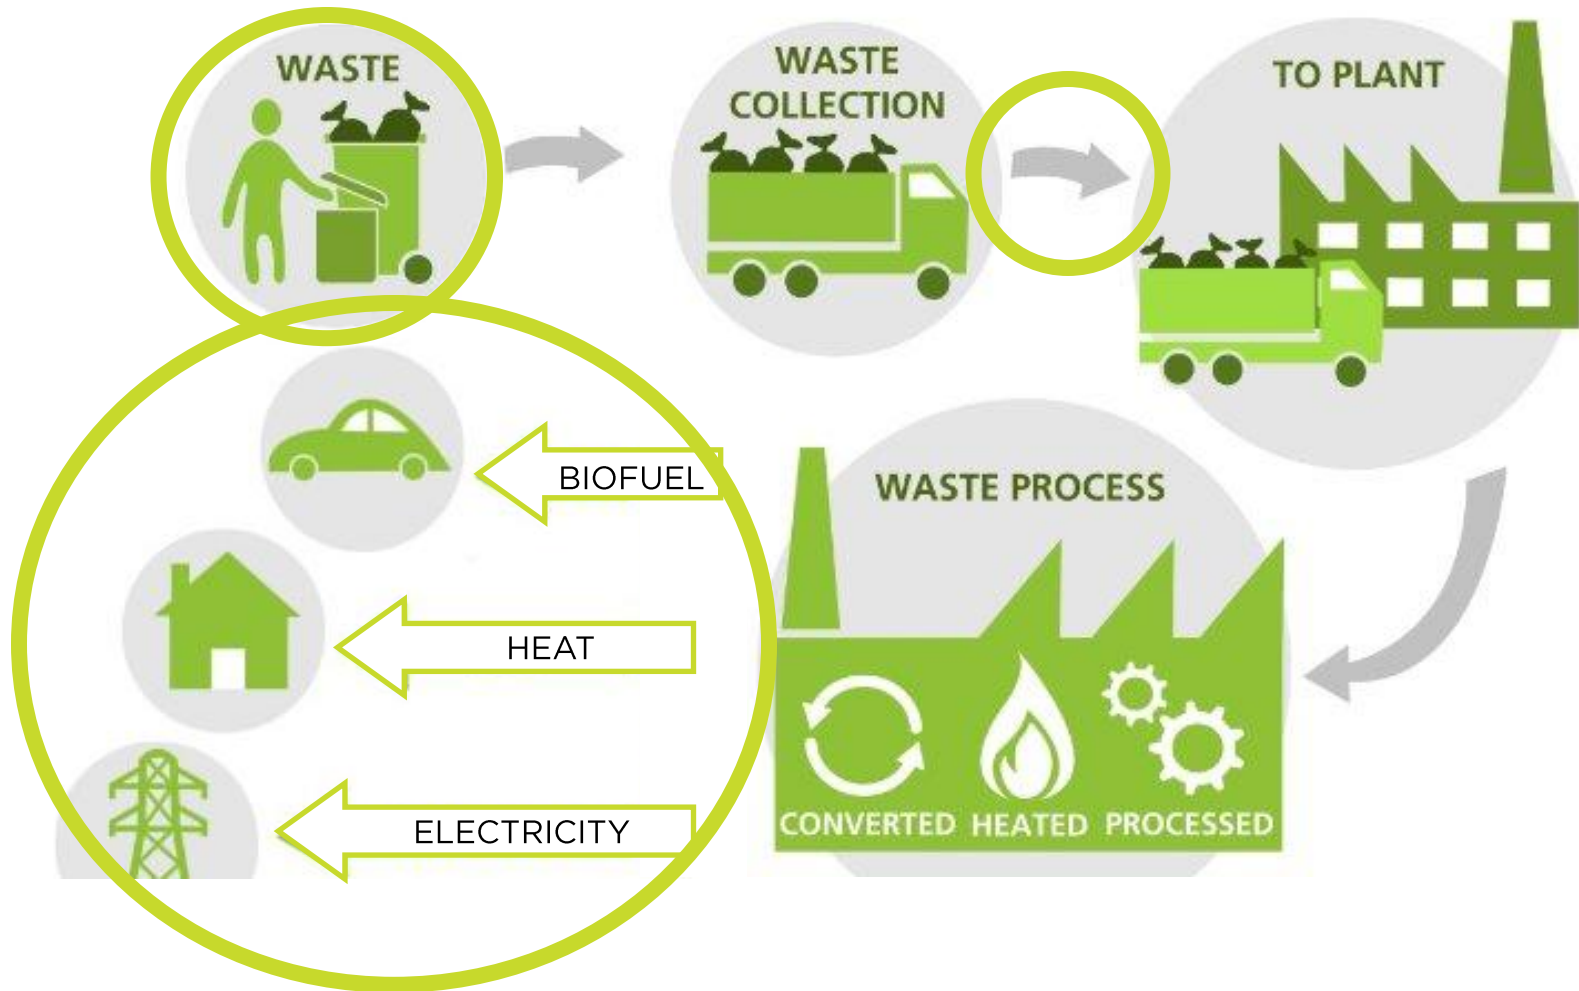 WASTE
WASTE
COLLECTION
TO PLANT
BIOFUEL
WASTE PROCESS
HEAT
ELECTRICITY
CONVERTED HEATED PROCESSED